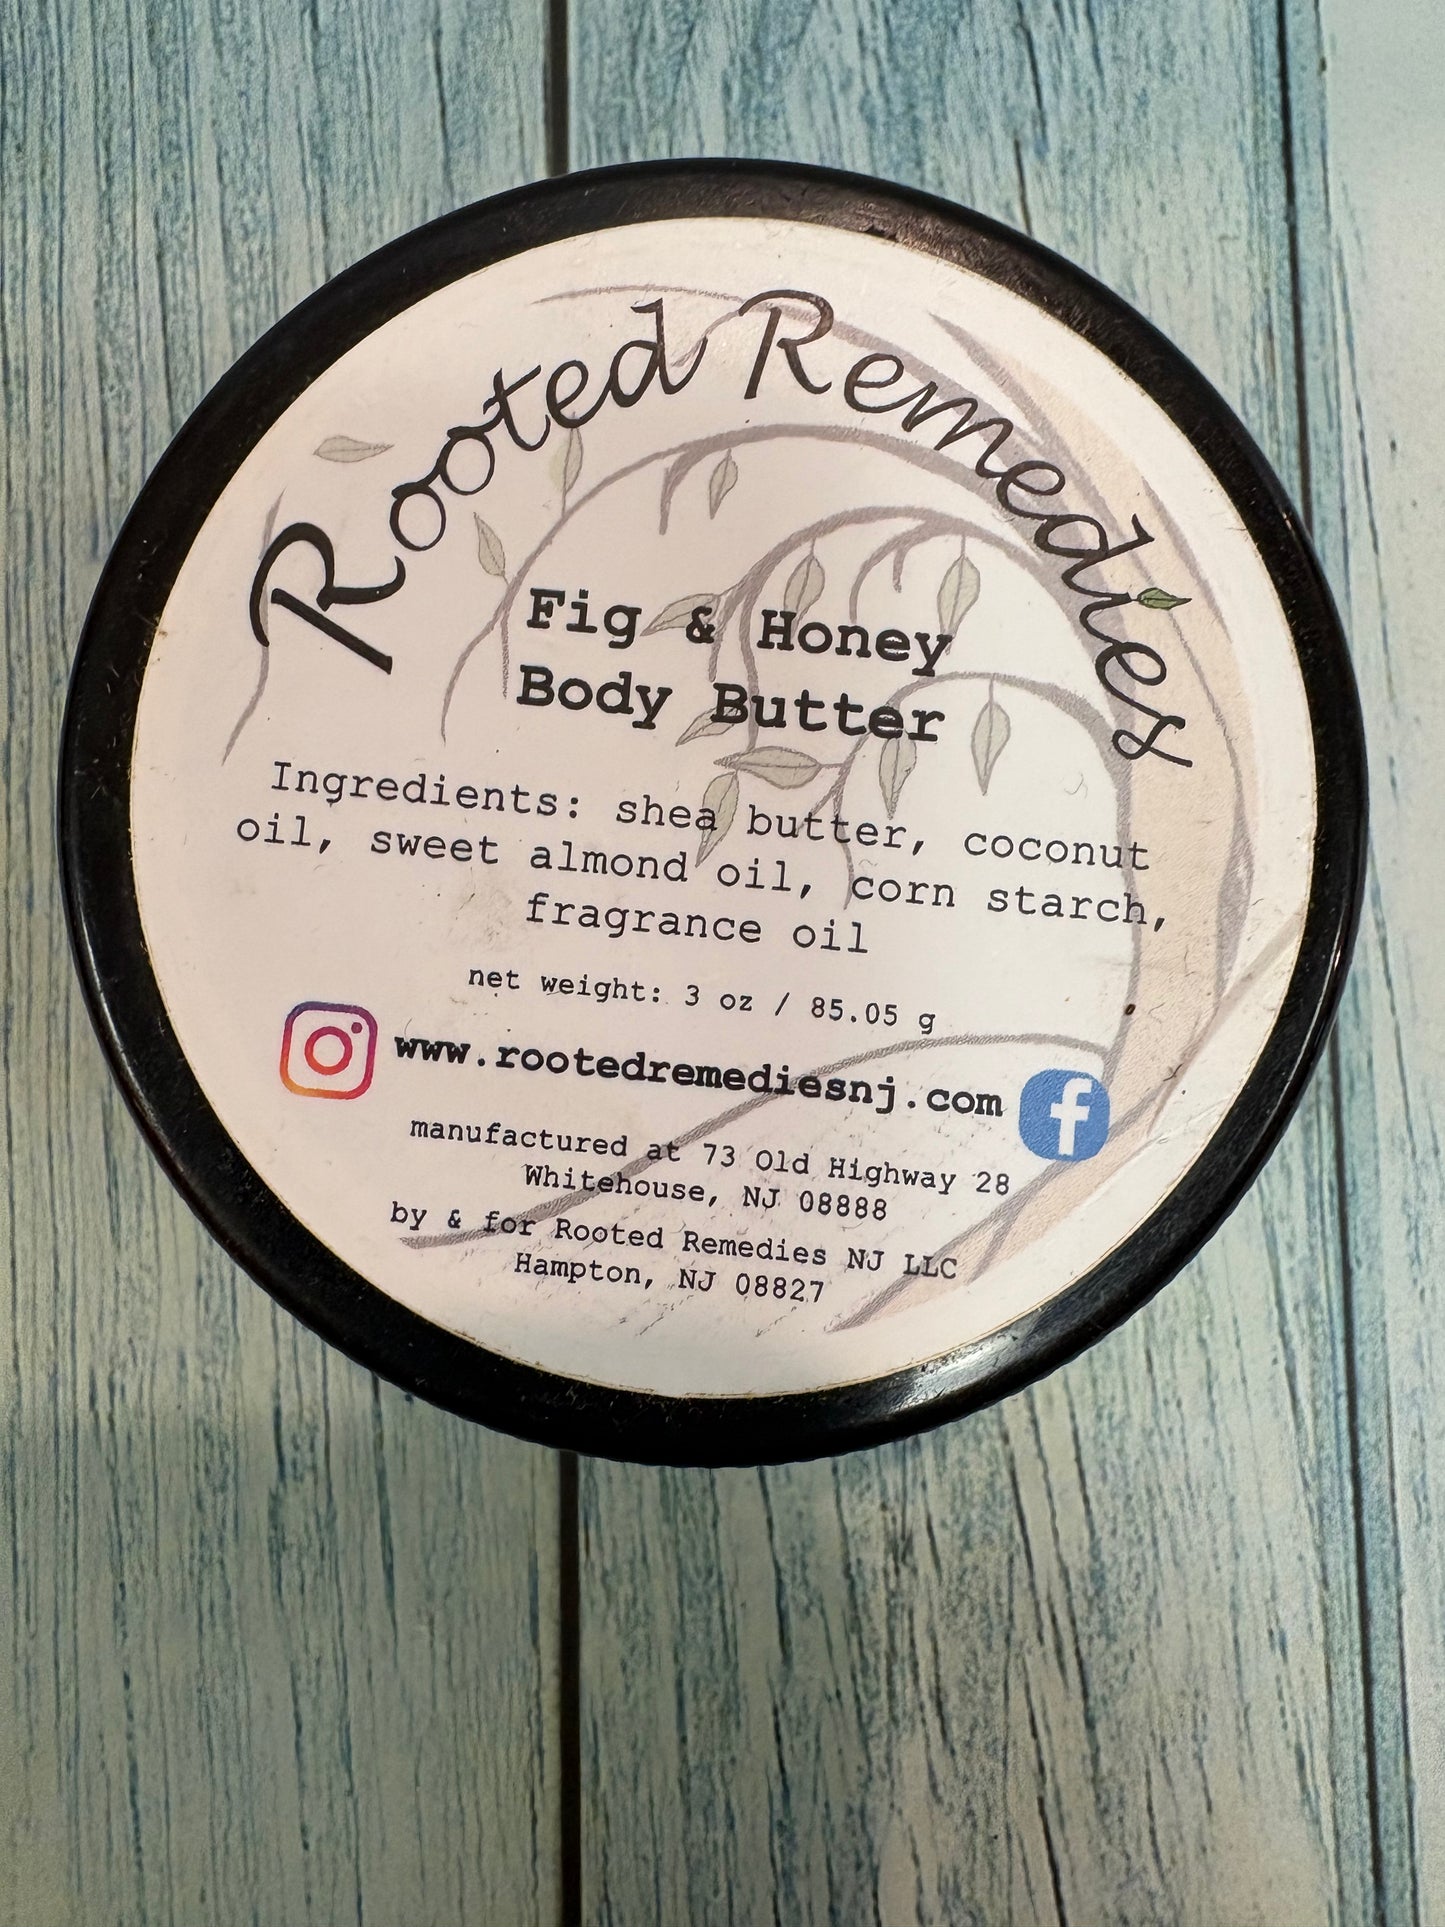 Rooted Remedies
Fig & Honey
Body Butter
Ingredients: shea butter, coconut
oil, sweet almond oil, corn starch,
fragrance oil
net weight: 3 oz / 85.05 g
www.rootedremediesnj.com
manufactured at 73 Old Highway 28
Whitehouse, NJ 08888
by & for Rooted Remedies NJ LLC
Hampton, NJ 08827